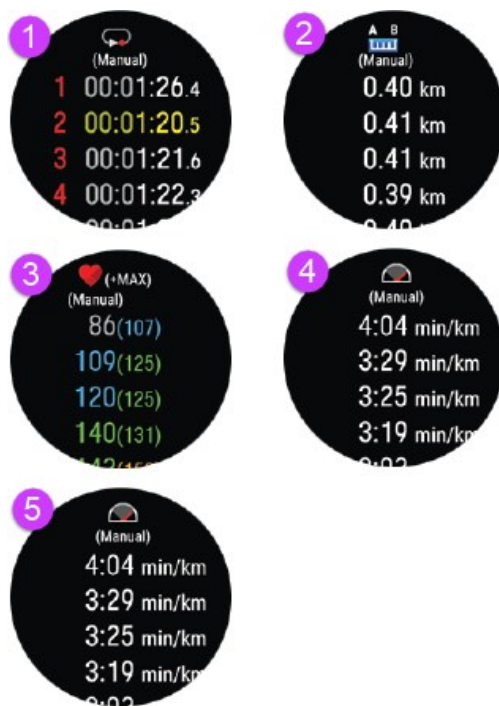 1
(Manual)
1 00:01:26.4
2 00:01:20.5
3 00:01:21.6
4 00:01:22.3
2
A B
(Manual)
0.40 km
0.41 km
0.41 km
0.39 km
3
(+MAX)
(Manual)
86(107)
109(125)
120(125)
140(131)
4
(Manual)
4:04 min/km
3:29 min/km
3:25 min/km
3:19 min/km
5
(Manual)
4:04 min/km
3:29 min/km
3:25 min/km
3:19 min/km